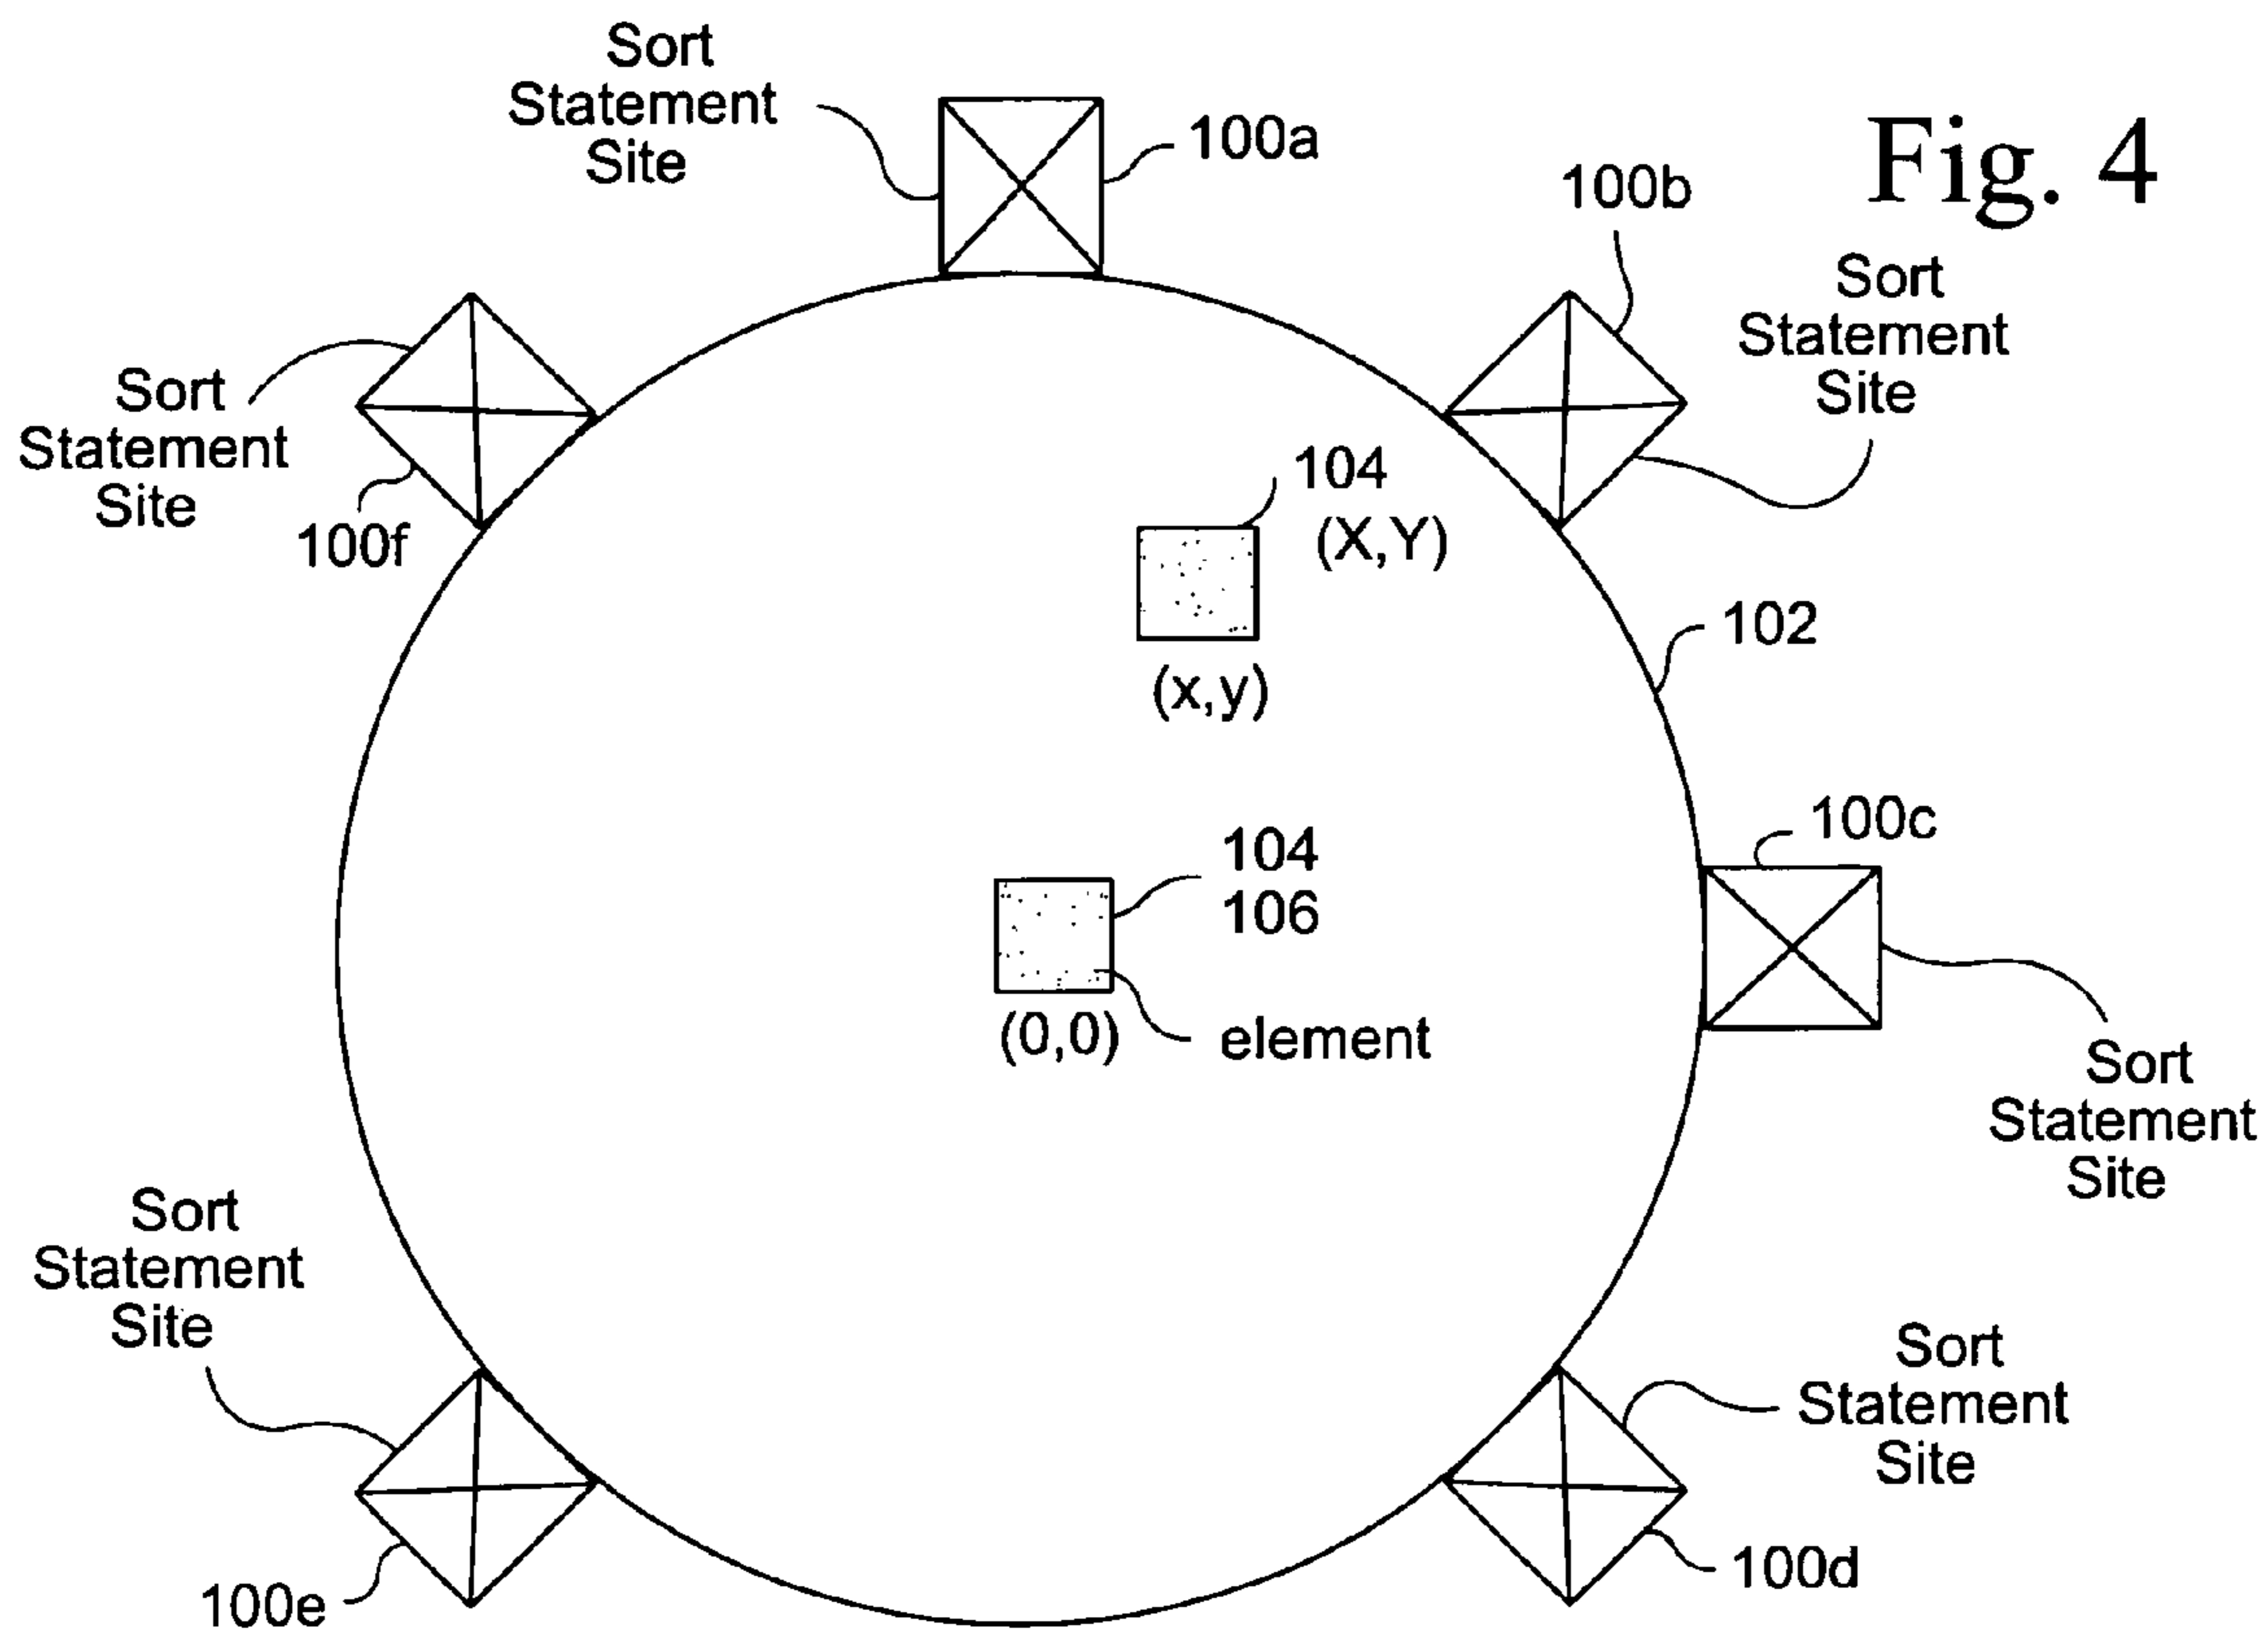 Sort
Statement
Site
100a
Fig. 4
100b
Sort
Statement
Site
Sort
Statement
Site
100f
104
(X,Y)
(x,y)
102
100c
104
106
(0,0)
element
Sort
Statement
Site
Sort
Statement
Site
100e
Sort
Statement
Site
100d